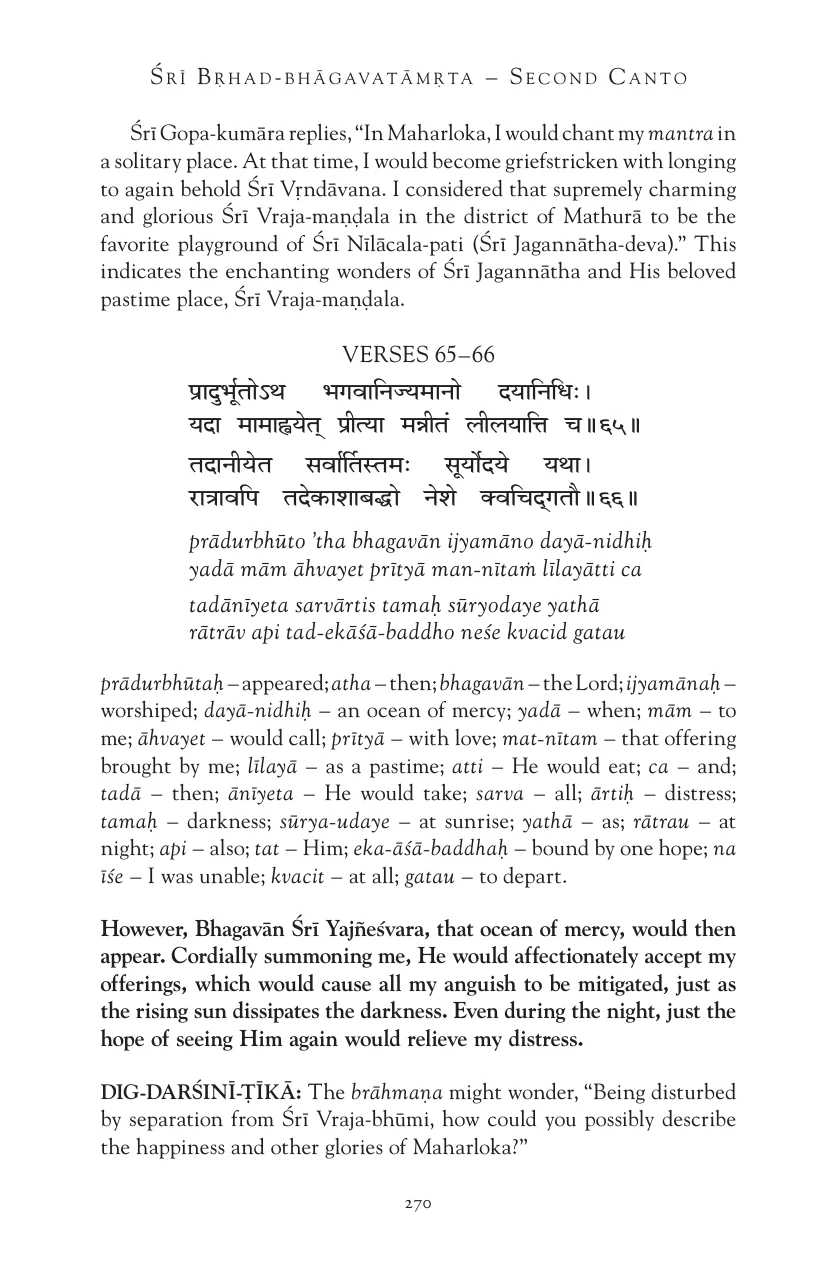 ŚRĪ BṚHAD-BHĀGAVATĀMṚTA – SECOND CANTO
Śrī Gopa-kumāra replies, “In Maharloka, I would chant my mantra in
a solitary place. At that time, I would become griefstricken with longing
to again behold Śrī Vṛndāvana. I considered that supremely charming
and glorious Śrī Vraja-maṇḍala in the district of Mathurā to be the
favorite playground of Śrī Nīlācala-pati (Śrī Jagannātha-deva).” This
indicates the enchanting wonders of Śrī Jagannātha and His beloved
pastime place, Śrī Vraja-maṇḍala.
VERSES 65–66
प्रादुर्भूतोऽथ भगवानिज्यमानो दयानिधिः।
यदा मामाह्वयेत् प्रीत्या मन्नीतं लीलयात्ति च॥६५॥
तदानीयेत सर्वार्तिस्तमः सूर्योदये यथा।
रात्रावपि तदेकाशाबद्धो नेशे क्वचिद्गतौ॥६६॥
prādurbhūto ’tha bhagavān ijyamāno dayā-nidhiḥ
yadā mām āhvayet prītyā man-nītaṁ līlayātti ca
tadānīyeta sarvārtis tamaḥ sūryodaye yathā
rātrāv api tad-ekāśā-baddho neśe kvacid gatau
prādurbhūtaḥ – appeared; atha – then; bhagavān – the Lord; ijyamānaḥ –
worshiped; dayā-nidhiḥ – an ocean of mercy; yadā – when; mām – to
me; āhvayet – would call; prītyā – with love; mat-nītam – that offering
brought by me; līlayā – as a pastime; atti – He would eat; ca – and;
tadā – then; ānīyeta – He would take; sarva – all; ārtiḥ – distress;
tamaḥ – darkness; sūrya-udaye – at sunrise; yathā – as; rātrau – at
night; api – also; tat – Him; eka-āśā-baddhaḥ – bound by one hope; na
īśe – I was unable; kvacit – at all; gatau – to depart.
However, Bhagavān Śrī Yajñeśvara, that ocean of mercy, would then
appear. Cordially summoning me, He would affectionately accept my
offerings, which would cause all my anguish to be mitigated, just as
the rising sun dissipates the darkness. Even during the night, just the
hope of seeing Him again would relieve my distress.
DIG-DARŚINĪ-ṬĪKĀ: The brāhmaṇa might wonder, “Being disturbed
by separation from Śrī Vraja-bhūmi, how could you possibly describe
the happiness and other glories of Maharloka?”
270